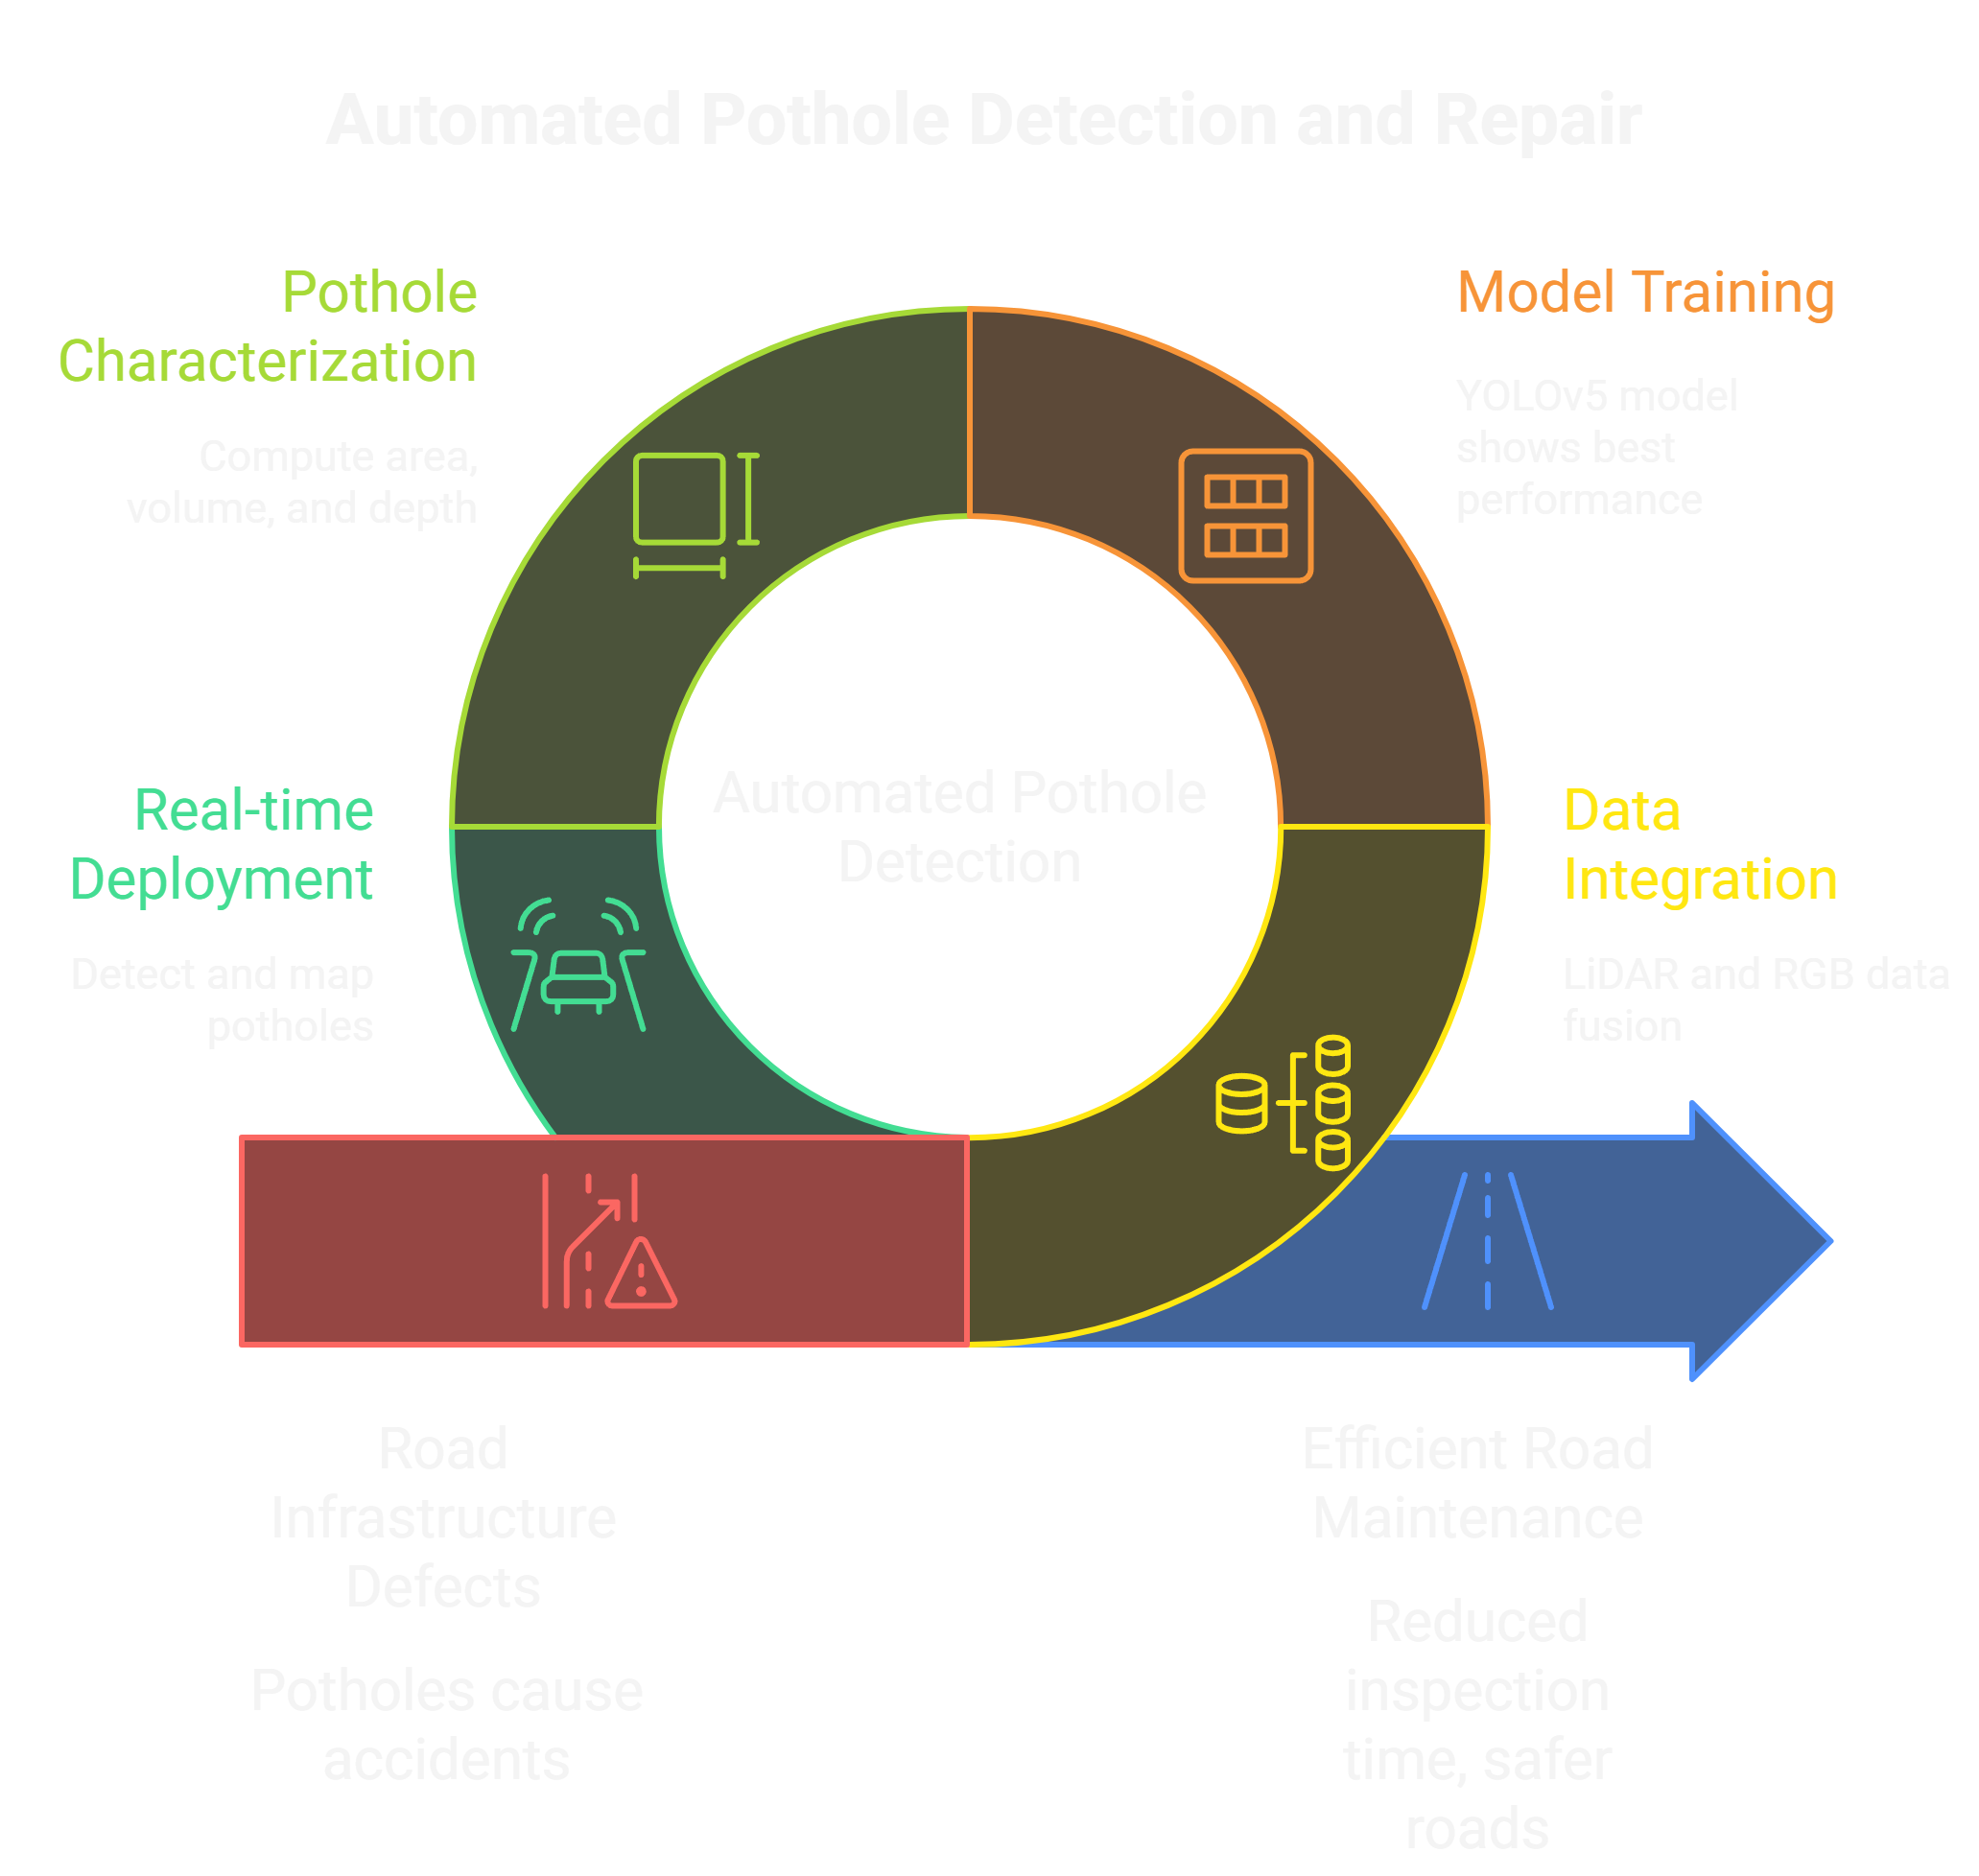 Automated Pothole Detection and Repair
Pothole
Characterization
Compute area,
volume, and depth
Model Training
YOLOv5 model
shows best
performance
Automated Pothole
Detection
Real-time
Deployment
Detect and map
potholes
Data
Integration
LiDAR and RGB data
fusion
Road
Infrastructure
Defects
Potholes cause
accidents
Efficient Road
Maintenance
Reduced
inspection
time, safer
roads